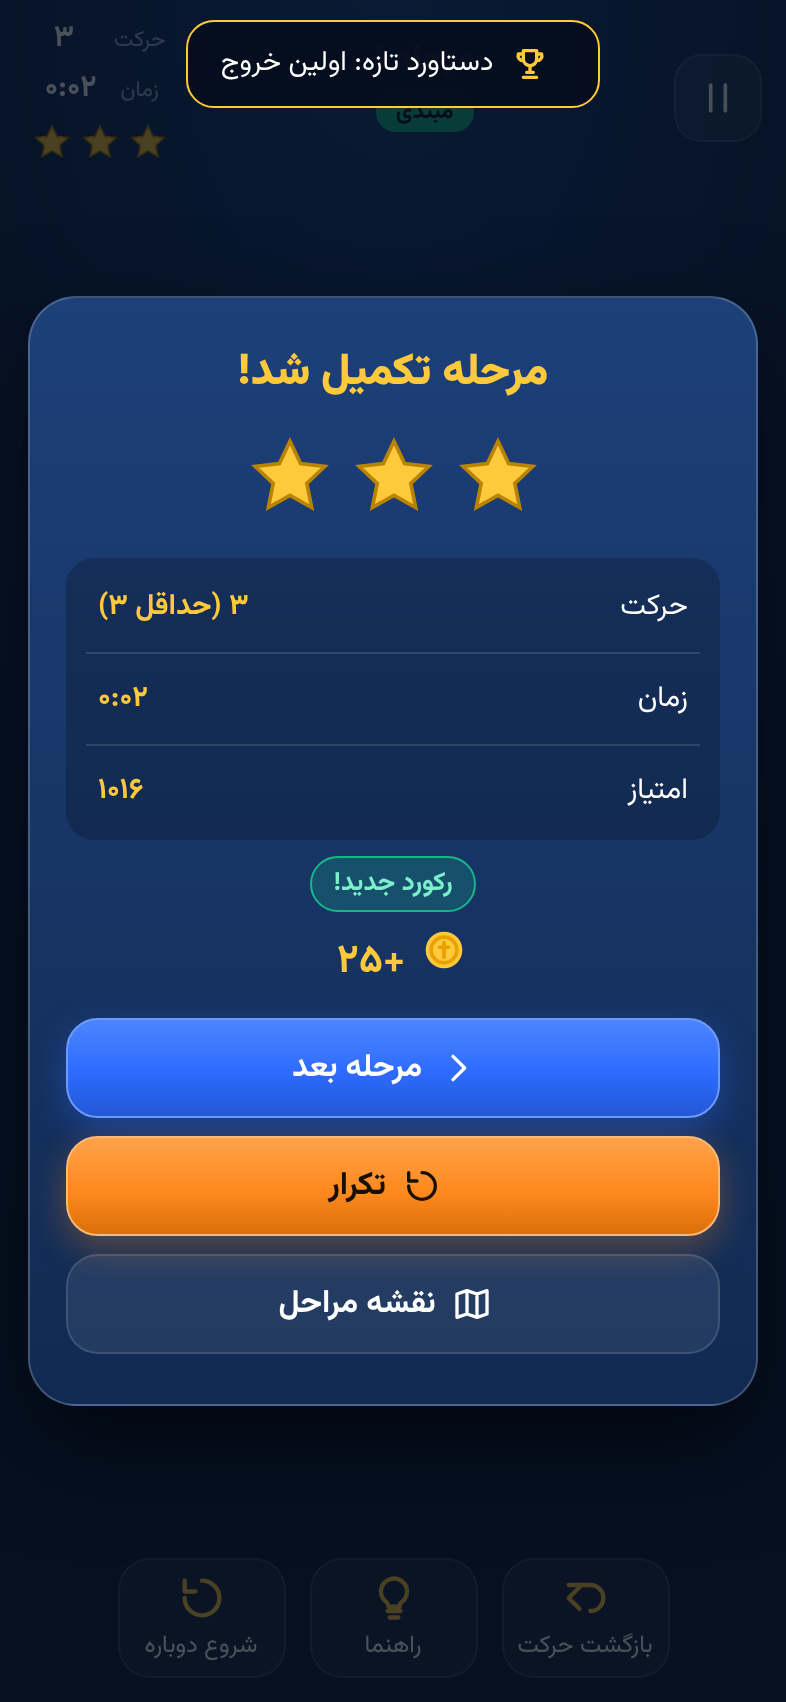 دستاورد تازه: اولین خروج
حرکت ۳
زمان ۰:۰۲
مبتدی
مرحله تکمیل شد!
حرکت ۳ (حداقل ۳)
زمان ۰:۰۲
امتیاز ۱۰۱۶
رکورد جدید!
+۲۵
مرحله بعد
تکرار
نقشه مراحل
بازگشت حرکت
راهنما
شروع دوباره